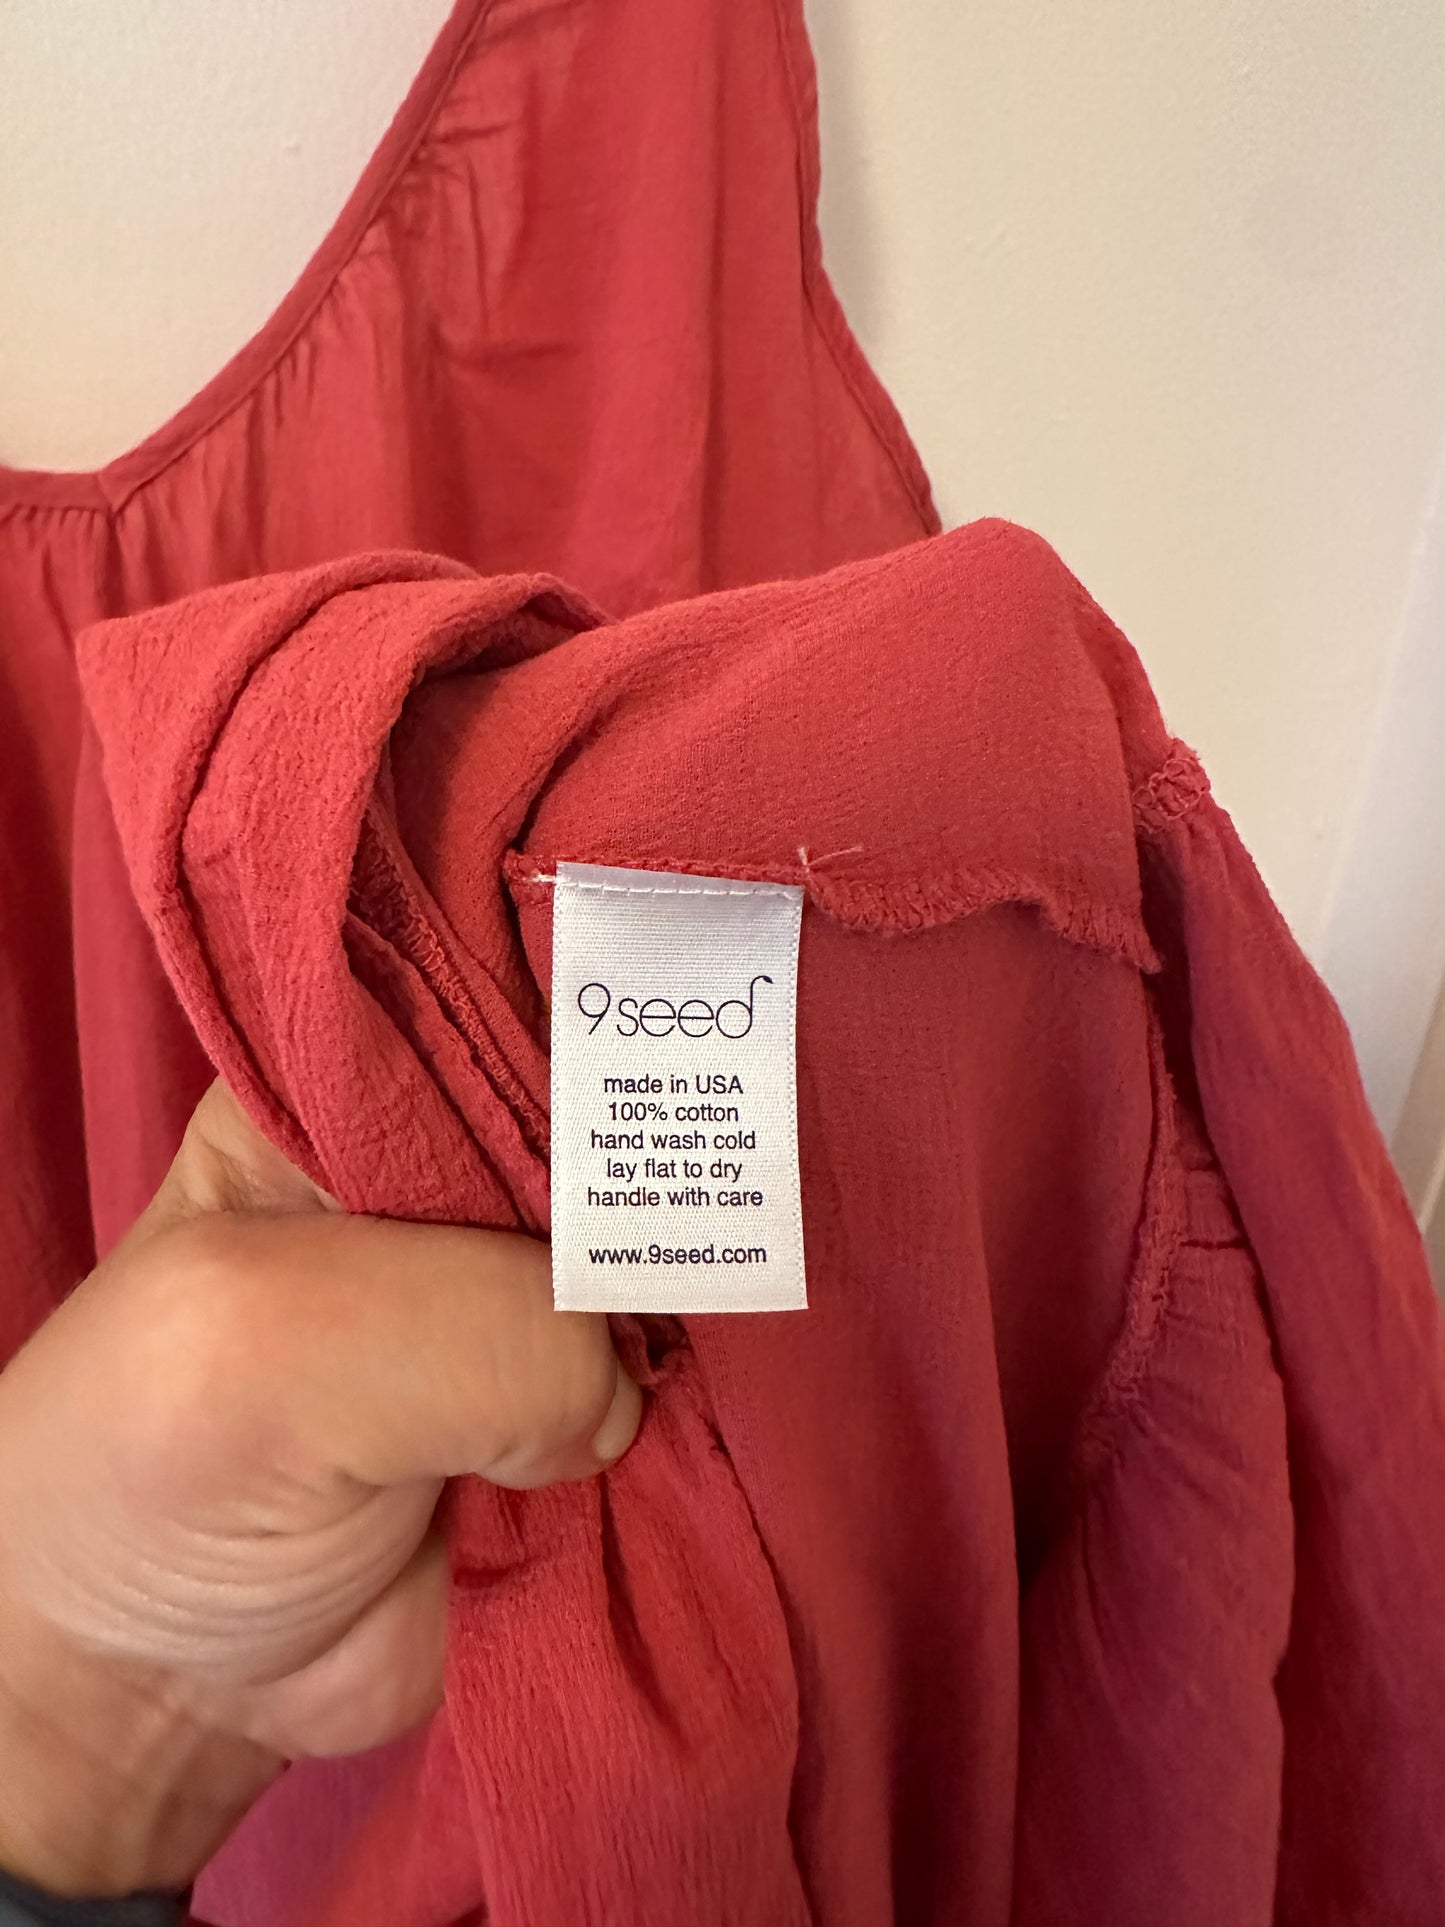 9seed
made in USA
100% cotton
hand wash cold
lay flat to dry
handle with care
www.9seed.com